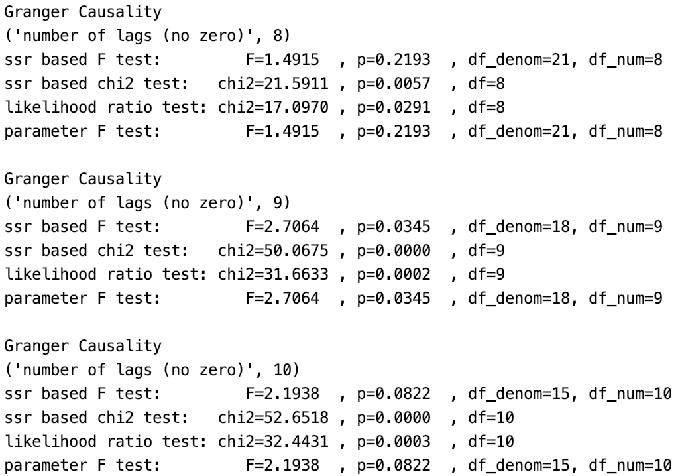 Granger Causality
('number of lags (no zero)', 8)
ssr based F test:         F=1.4915  , p=0.2193  , df_denom=21, df_num=8
ssr based chi2 test:   chi2=21.5911 , p=0.0057  , df=8
likelihood ratio test: chi2=17.0970 , p=0.0291  , df=8
parameter F test:         F=1.4915  , p=0.2193  , df_denom=21, df_num=8
Granger Causality
('number of lags (no zero)', 9)
ssr based F test:         F=2.7064  , p=0.0345  , df_denom=18, df_num=9
ssr based chi2 test:   chi2=50.0675 , p=0.0000  , df=9
likelihood ratio test: chi2=31.6633 , p=0.0002  , df=9
parameter F test:         F=2.7064  , p=0.0345  , df_denom=18, df_num=9
Granger Causality
('number of lags (no zero)', 10)
ssr based F test:         F=2.1938  , p=0.0822  , df_denom=15, df_num=10
ssr based chi2 test:   chi2=52.6518 , p=0.0000  , df=10
likelihood ratio test: chi2=32.4431 , p=0.0003  , df=10
parameter F test:         F=2.1938  , p=0.0822  , df_denom=15, df_num=10